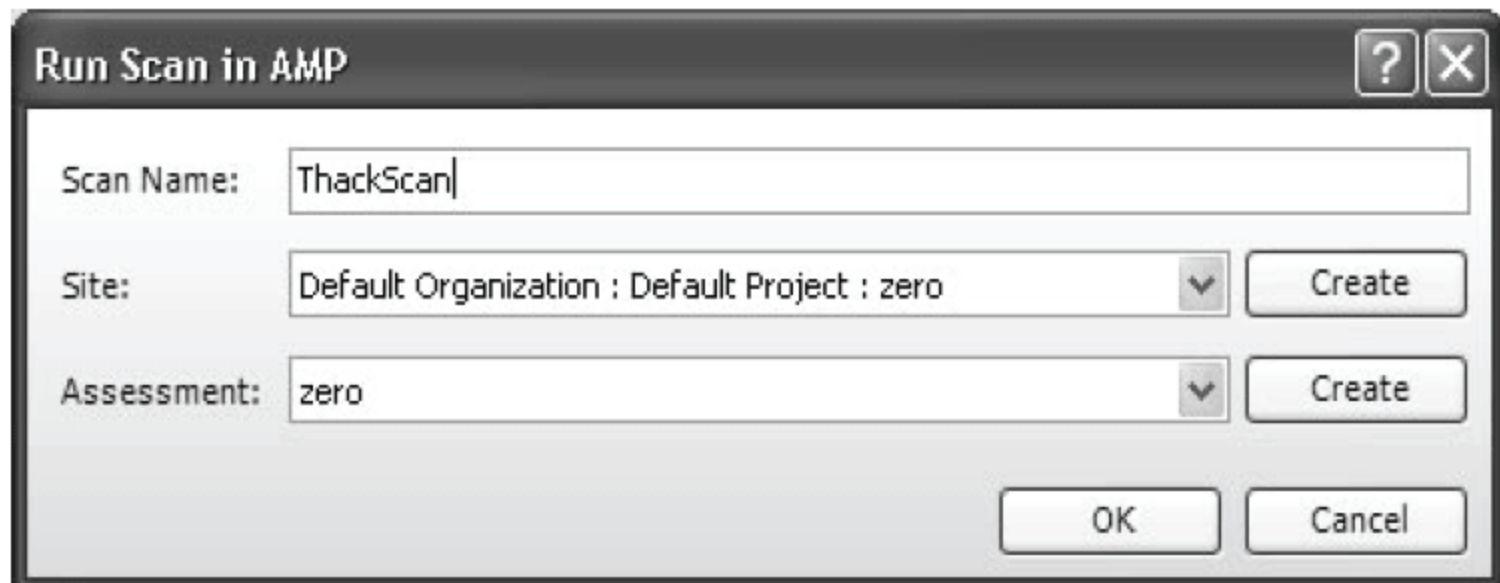 Run Scan in AMP ?
Scan Name: ThackScan
Site: Default Organization : Default Project : zero Create
Assessment: zero Create
OK Cancel